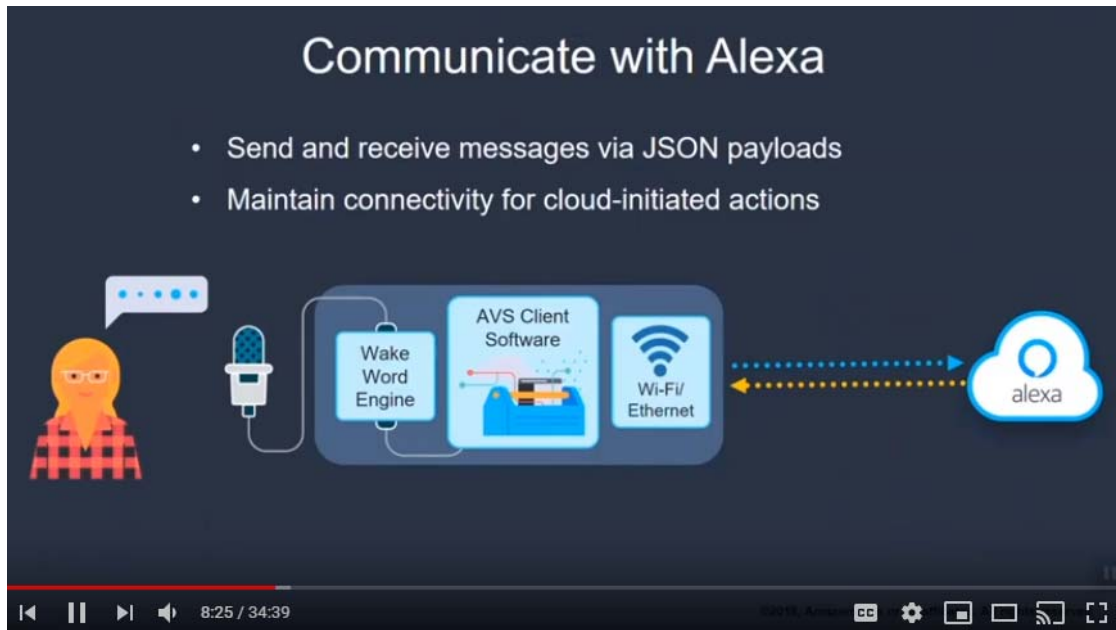 Communicate with Alexa
• Send and receive messages via JSON payloads
• Maintain connectivity for cloud-initiated actions
Wake
Word
Engine
AVS Client
Software
Wi-Fi/
Ethernet
alexa
8:25 / 34:39
CC